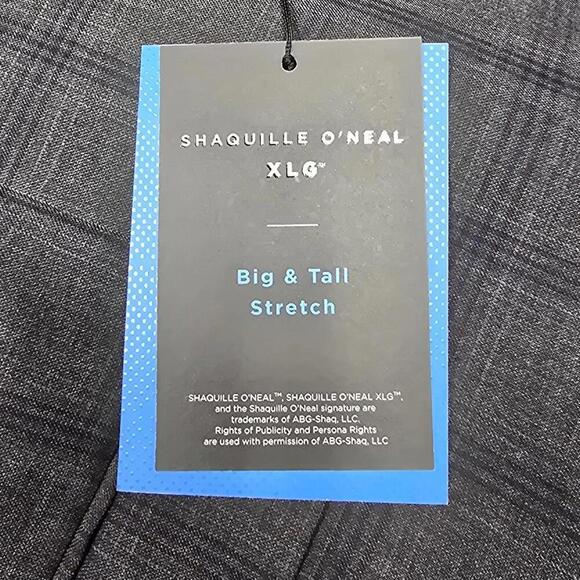 SHAQUILLE O'NEAL
XLG™
Big & Tall
Stretch
SHAQUILLE O'NEAL™, SHAQUILLE O'NEAL XLG™,
and the Shaquille O'Neal signature are
trademarks of ABG-Shaq, LLC.
Rights of Publicity and Persona Rights
are used with permission of ABG-Shaq, LLC